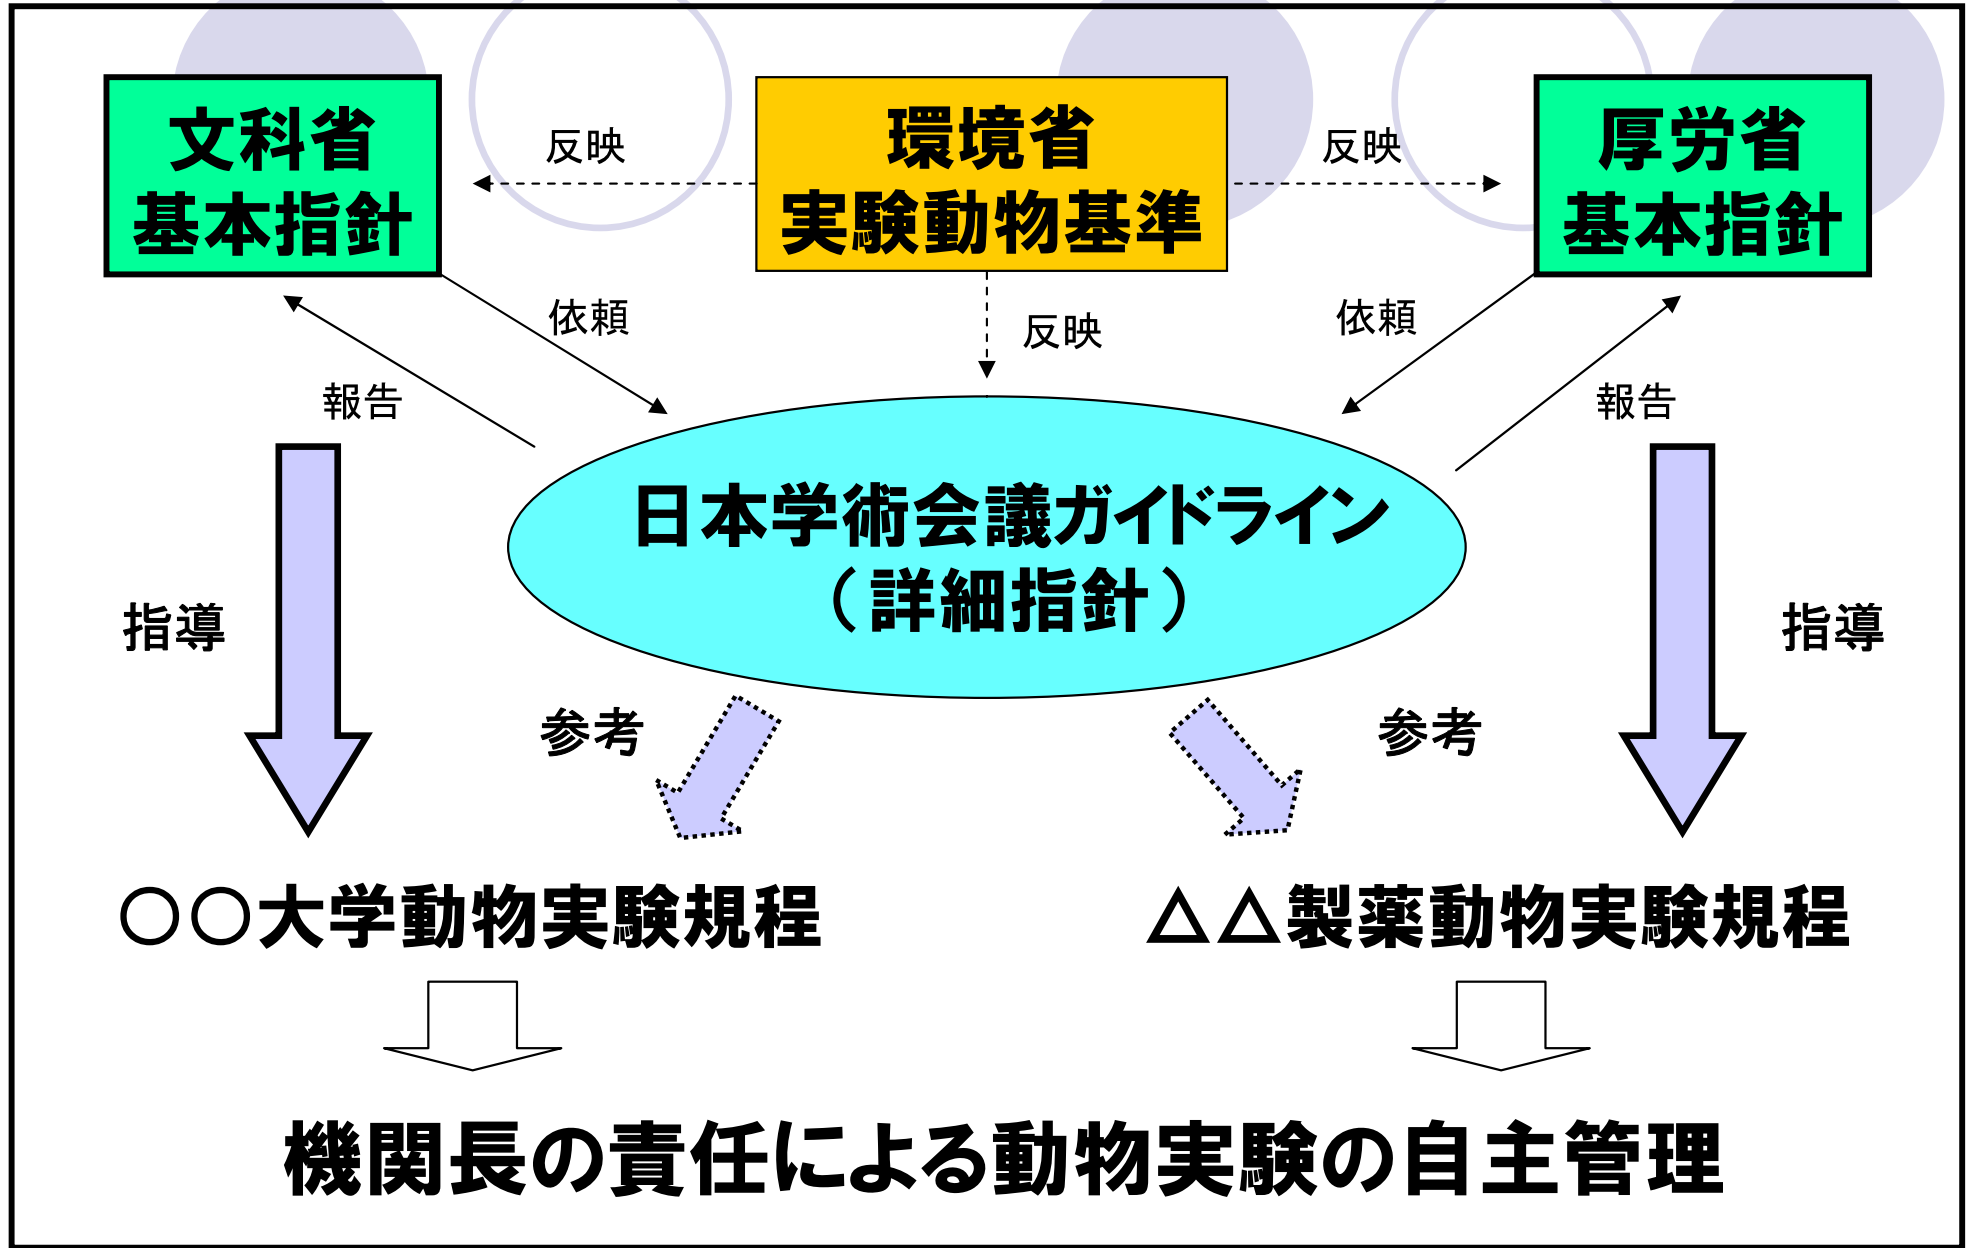 文科省
基本指針
反映
環境省
実験動物基準
反映
厚労省
基本指針
依頼
反映
依頼
報告
報告
日本学術会議ガイドライン
（詳細指針）
指導
指導
参考
参考
○○大学動物実験規程
△△製薬動物実験規程
機関長の責任による動物実験の自主管理